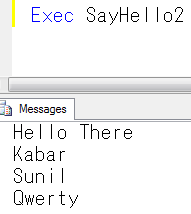 Exec SayHello2
Messages
Hello There
Kabar
Sunil
Qwerty